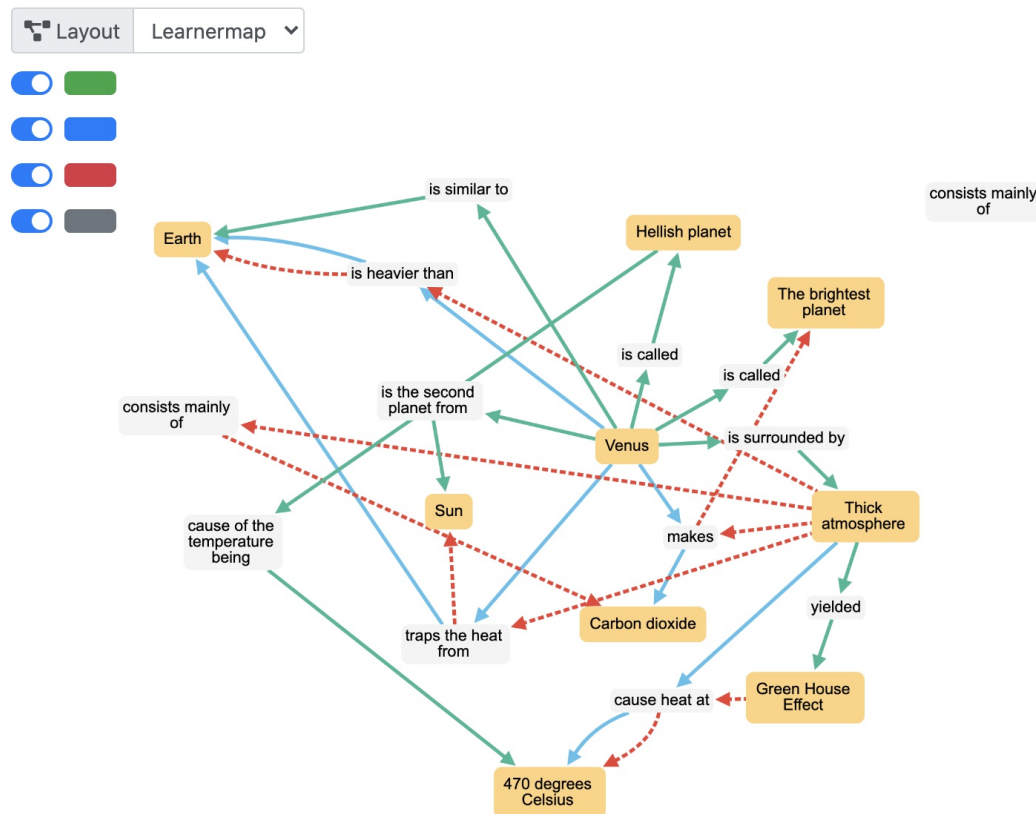 Layout
Learnermap
is similar to
consists mainly
of
Earth
Hellish planet
is heavier than
The brightest
planet
is called
is called
is the second
planet from
consists mainly
of
Venus
is surrounded by
Sun
Thick
atmosphere
cause of the
temperature
being
makes
yielded
Carbon dioxide
traps the heat
from
cause heat at
Green House
Effect
470 degrees
Celsius